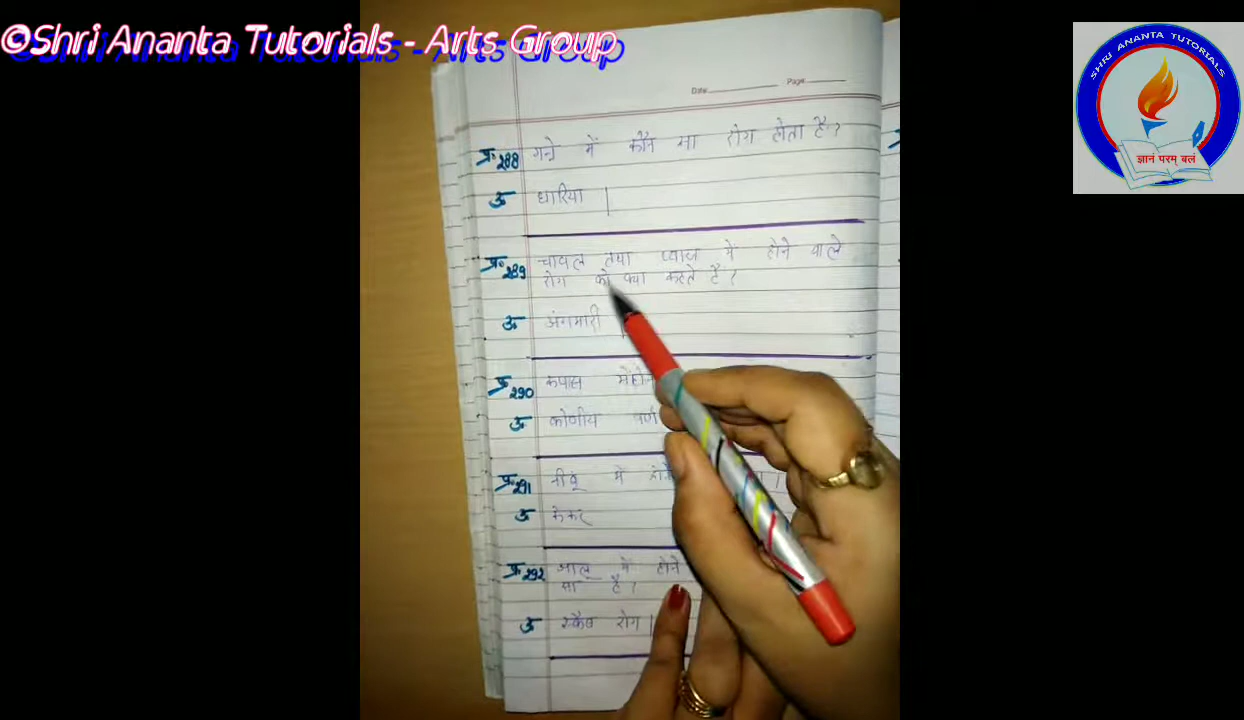 ©Shri Ananta Tutorials - Arts Group
SHRI ANANTA TUTORIALS
ज्ञानं परम् बलं
Date Page
प्र॰288 गन्ने में कौन सा रोग होता है?
उ धारिया |
प्र॰289 चावल तथा प्याज में होने वाले
रोग को क्या कहते है?
उ अंगमारी |
प्र॰290 कपास में
उ कोणीय पर्ण
प्र॰291 नींबू में
उ केंकर
प्र॰292 आलू में होने
सा है?
उ स्कैब रोग |